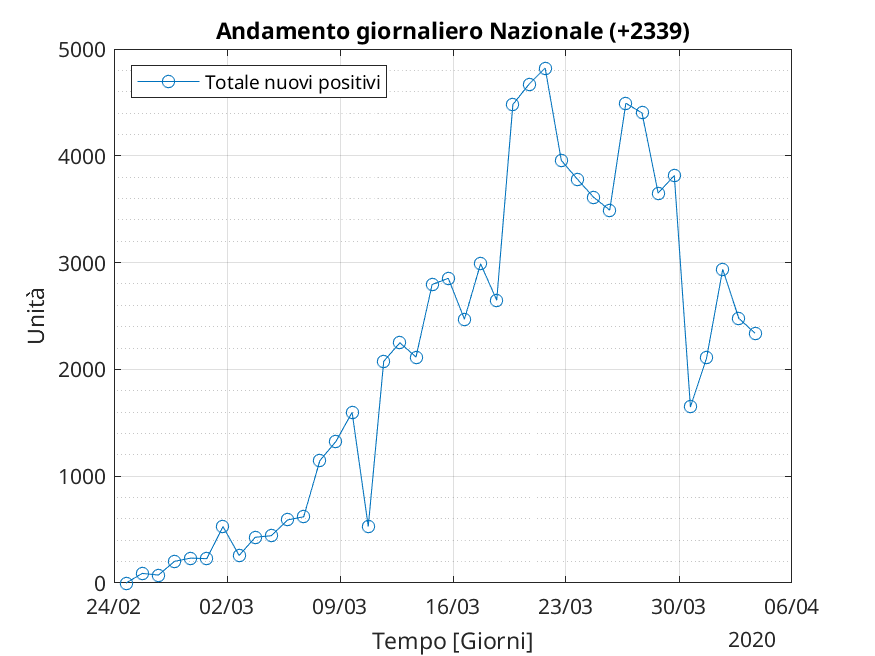 Andamento giornaliero Nazionale (+2339)
Totale nuovi positivi
5000
4000
3000
2000
1000
0
Unità
24/02 02/03 09/03 16/03 23/03 30/03 06/04
Tempo [Giorni]
2020